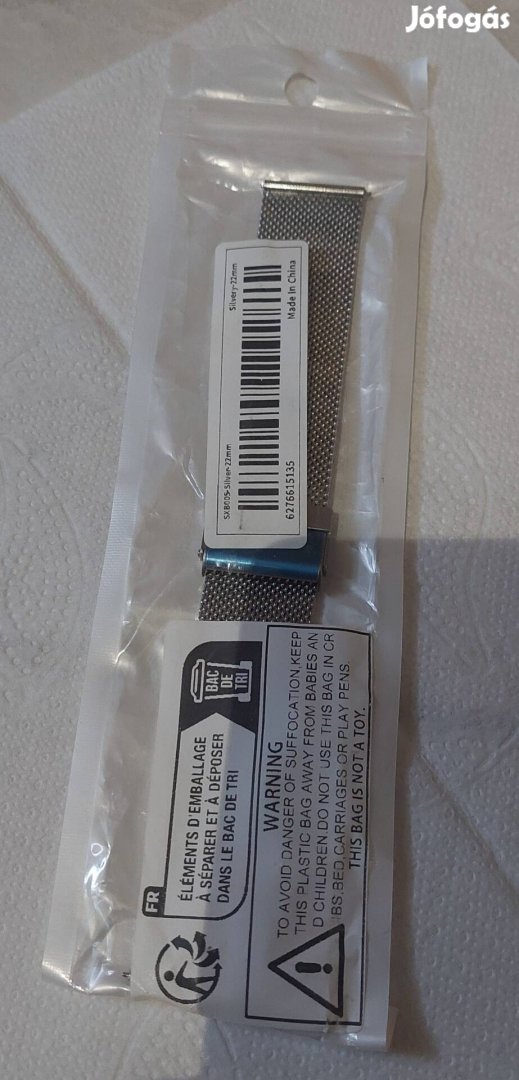 Jófogás
SXB005-Silver-22mm
Silvery-22mm
6276615135
Made In China
FR
ÉLÉMENTS D'EMBALLAGE
À SÉPARER ET À DÉPOSER
DANS LE BAC DE TRI
BAC
DE
TRI
WARNING
TO AVOID DANGER OF SUFFOCATION,KEEP
THIS PLASTIC BAG AWAY FROM BABIES AN
D CHILDREN.DO NOT USE THIS BAG IN CR
IBS,BED,CARRIAGES OR PLAY PENS.
THIS BAG IS NOT A TOY.